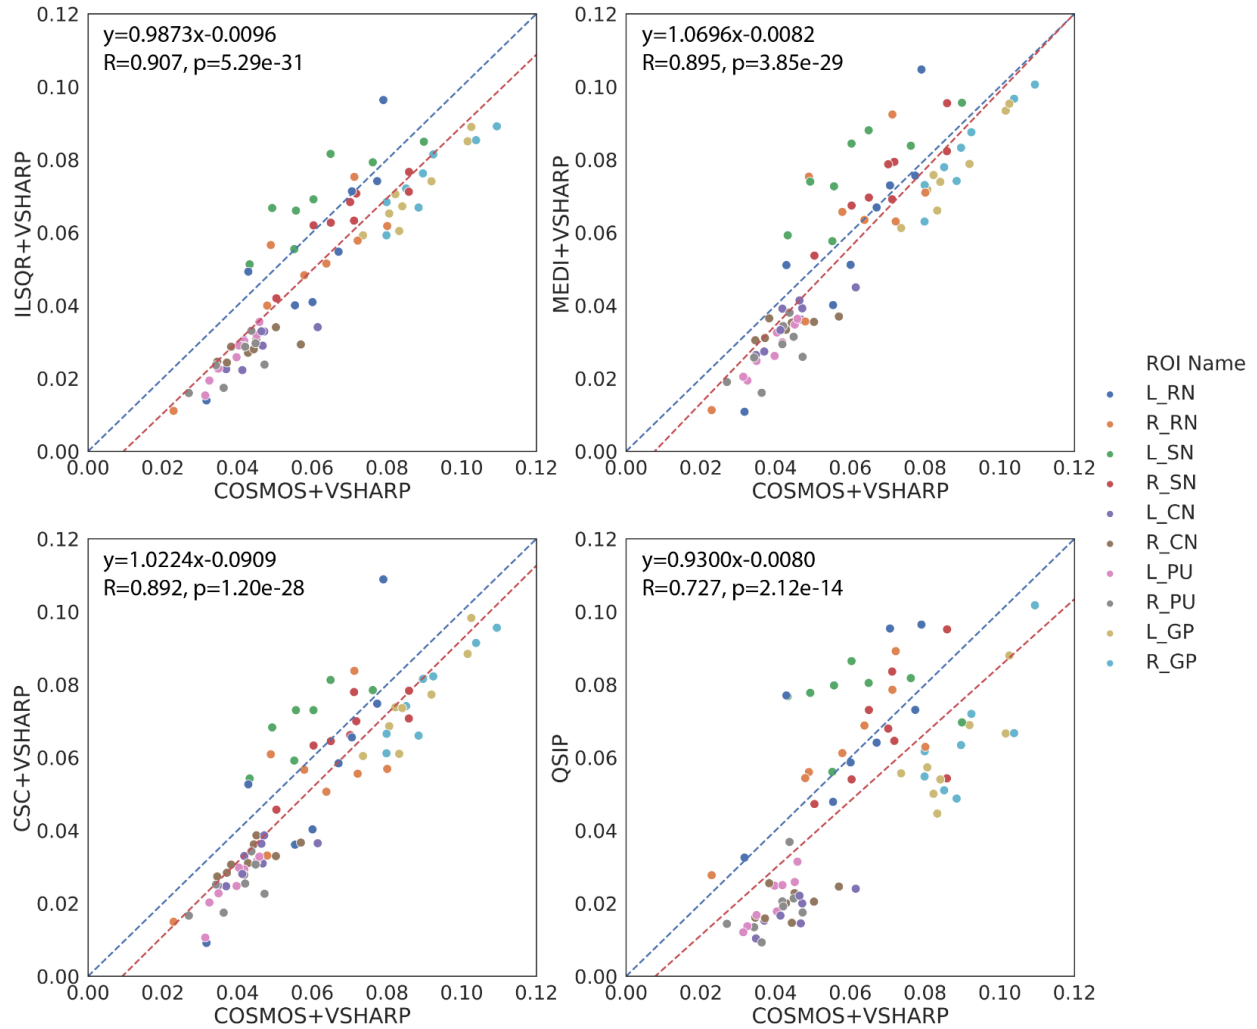 y=0.9873x-0.0096
R=0.907, p=5.29e-31
0.12
0.10
0.08
0.06
0.04
0.02
0.00
ILSQR+VSHARP
0.00 0.02 0.04 0.06 0.08 0.10 0.12
COSMOS+VSHARP
y=1.0696x-0.0082
R=0.895, p=3.85e-29
0.12
0.10
0.08
0.06
0.04
0.02
0.00
MEDI+VSHARP
0.00 0.02 0.04 0.06 0.08 0.10 0.12
COSMOS+VSHARP
y=1.0224x-0.0909
R=0.892, p=1.20e-28
0.12
0.10
0.08
0.06
0.04
0.02
0.00
CSC+VSHARP
0.00 0.02 0.04 0.06 0.08 0.10 0.12
COSMOS+VSHARP
y=0.9300x-0.0080
R=0.727, p=2.12e-14
0.12
0.10
0.08
0.06
0.04
0.02
0.00
QSIP
0.00 0.02 0.04 0.06 0.08 0.10 0.12
COSMOS+VSHARP
ROI Name
L_RN
R_RN
L_SN
R_SN
L_CN
R_CN
L_PU
R_PU
L_GP
R_GP